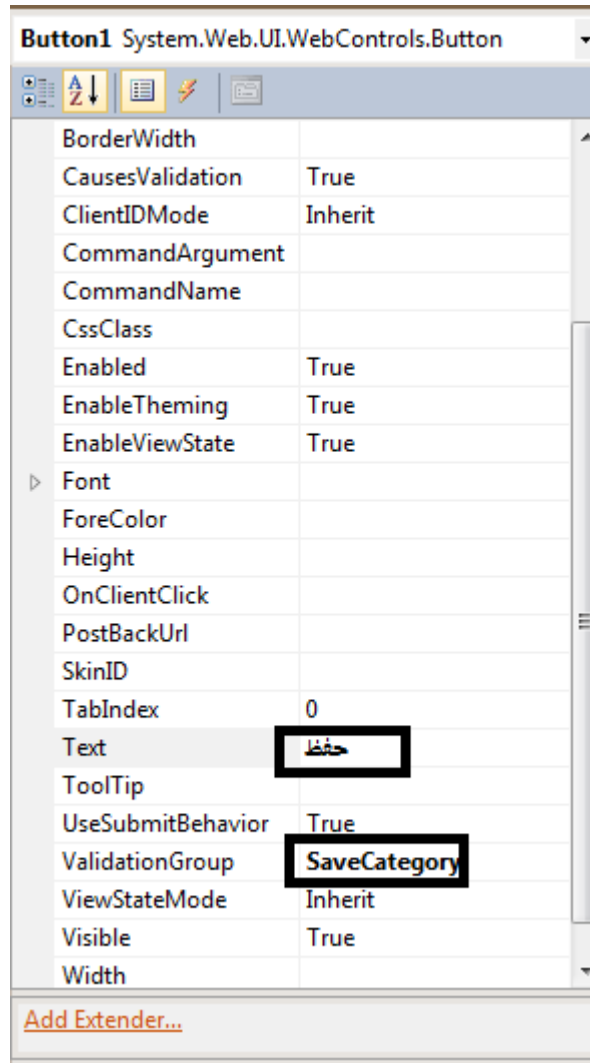 Button1 System.Web.UI.WebControls.Button
BorderWidth
CausesValidation True
ClientIDMode Inherit
CommandArgument
CommandName
CssClass
Enabled True
EnableTheming True
EnableViewState True
Font
ForeColor
Height
OnClientClick
PostBackUrl
SkinID
TabIndex 0
Text حفظ
ToolTip
UseSubmitBehavior True
ValidationGroup SaveCategory
ViewStateMode Inherit
Visible True
Width
Add Extender...